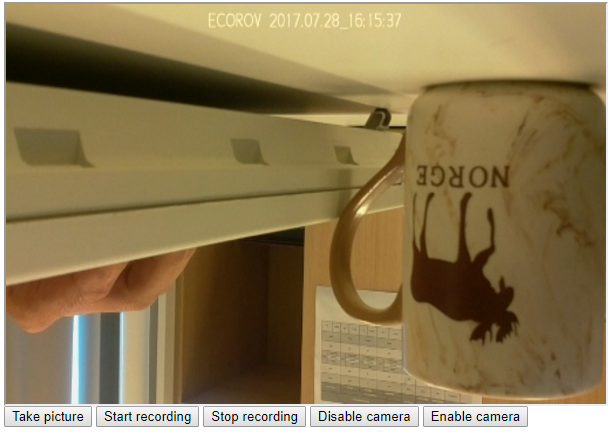 ECOROV 2017.07.28_16:15:37
NORGE
Take picture
Start recording
Stop recording
Disable camera
Enable camera